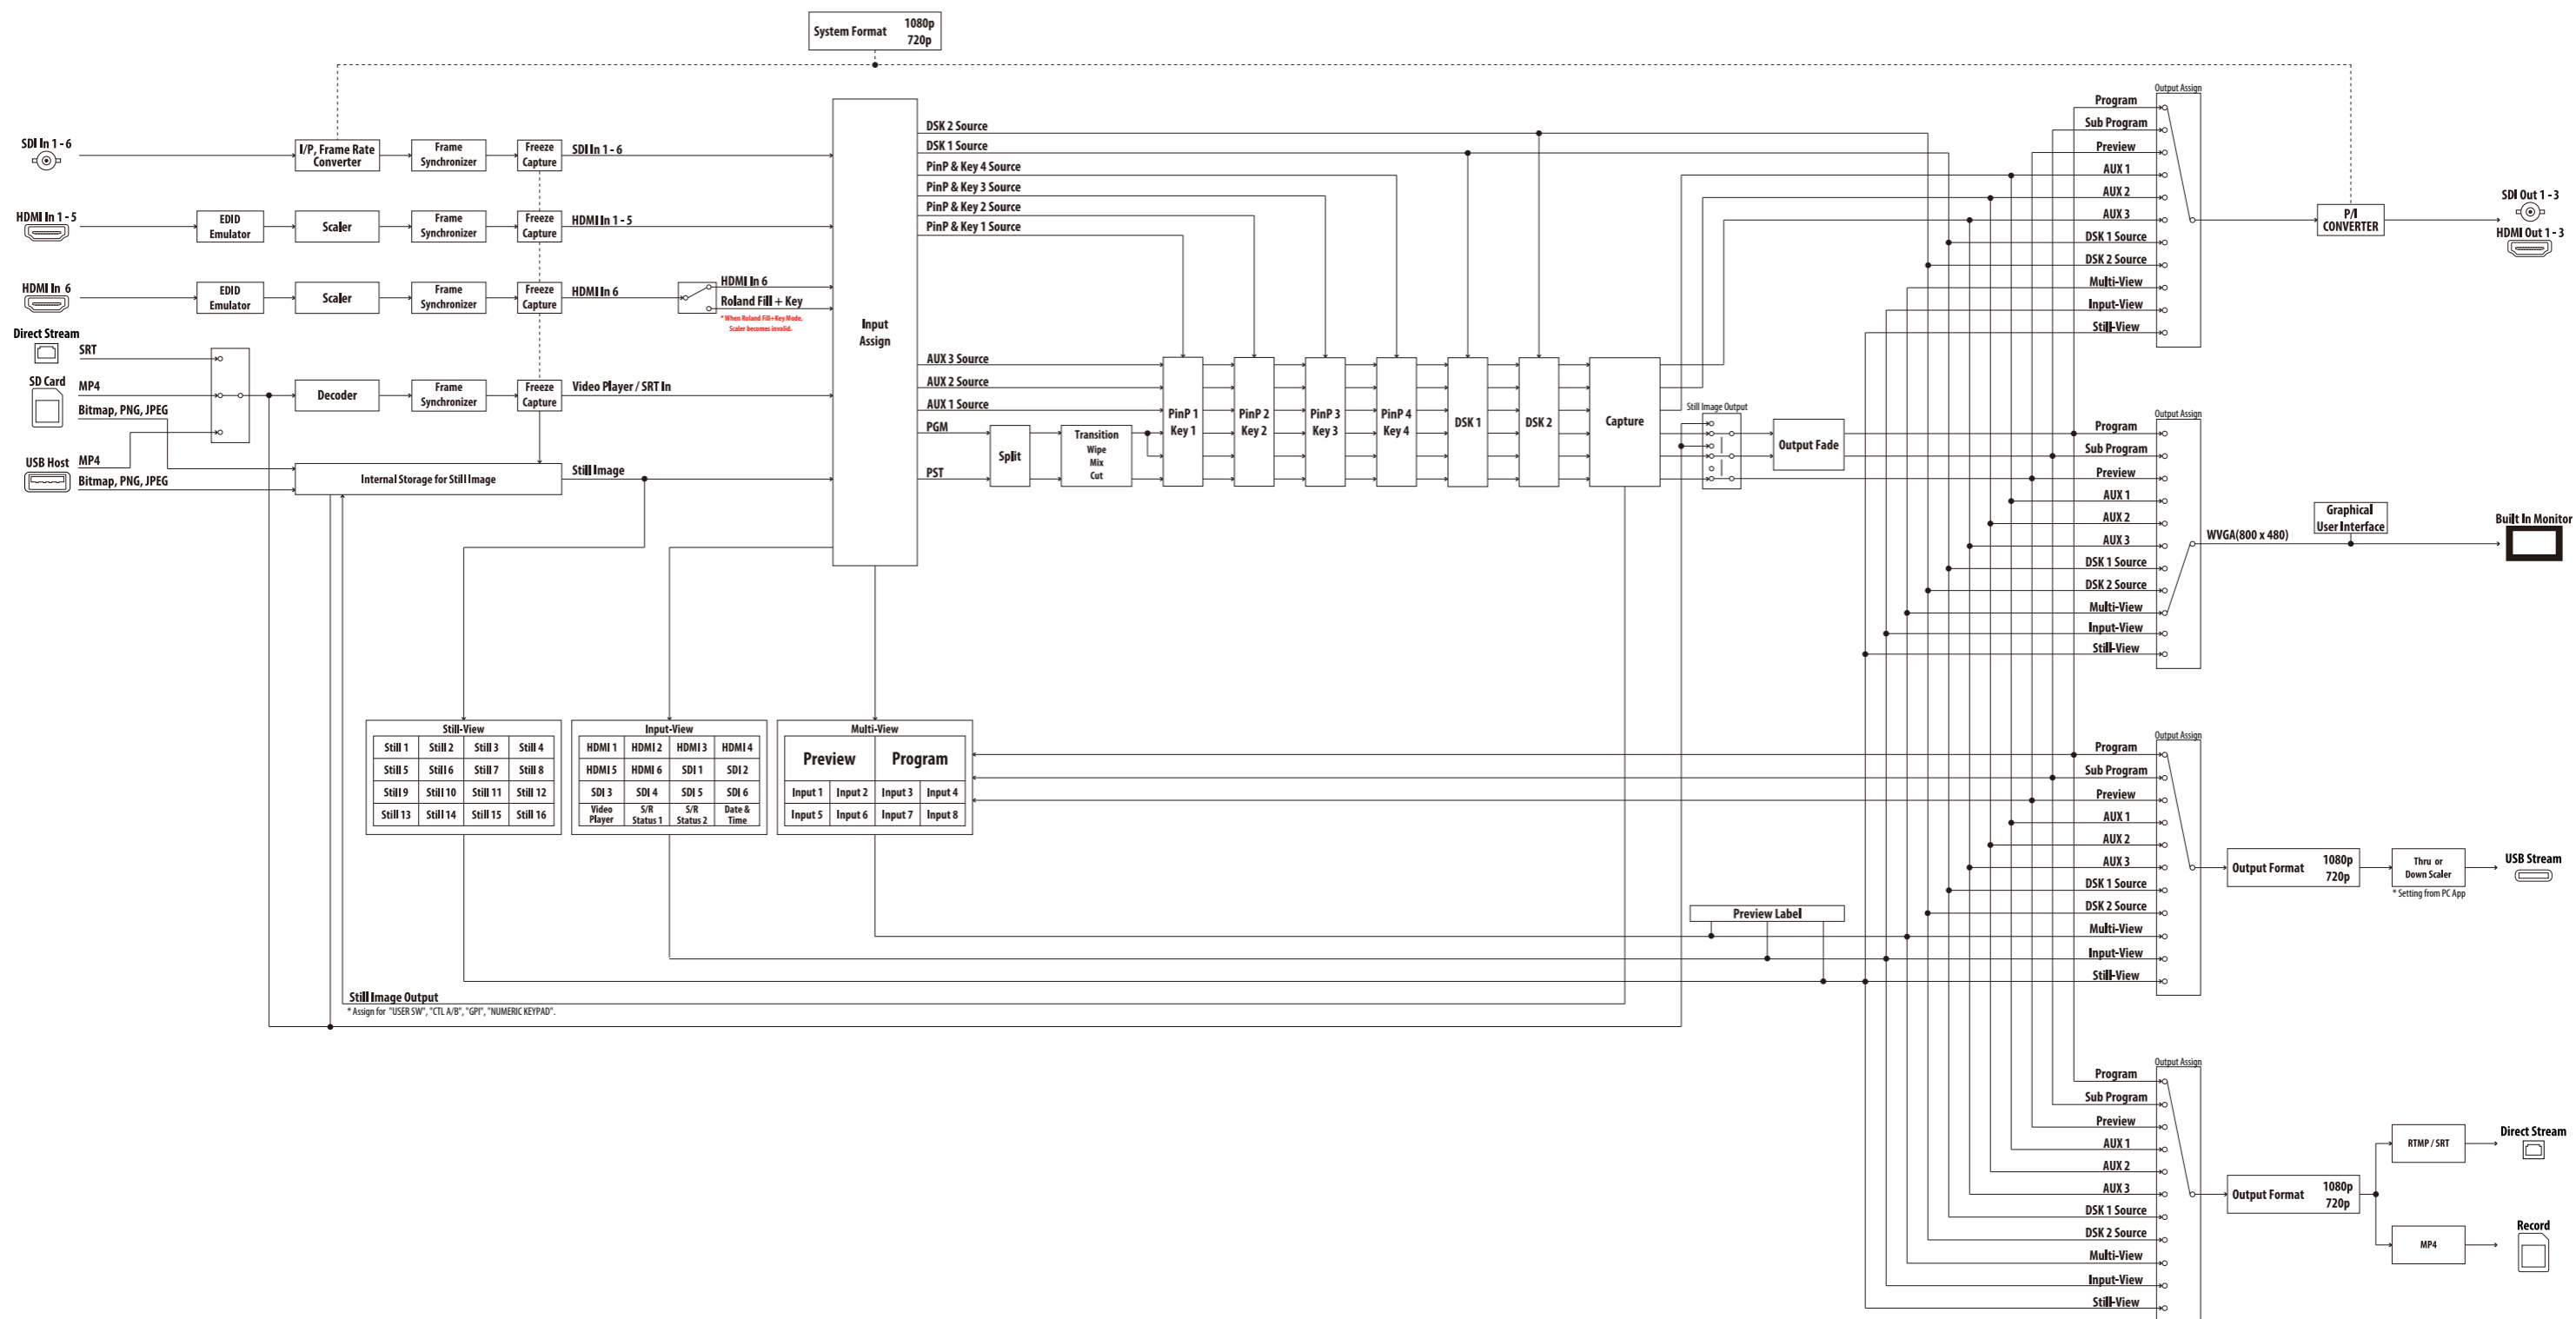 System Format 1080p
720p
SDI In 1 - 6
I/P, Frame Rate
Converter
Frame
Synchronizer
Freeze
Capture
SDI In 1 - 6
HDMI In 1 - 5
EDID
Emulator
Scaler
Frame
Synchronizer
Freeze
Capture
HDMI In 1 - 5
HDMI In 6
EDID
Emulator
Scaler
Frame
Synchronizer
Freeze
Capture
HDMI In 6
HDMI In 6
Roland Fill + Key
* When Roland Fill+Key Mode,
Scaler becomes invalid.
Direct Stream
SRT
SD Card
MP4
Bitmap, PNG, JPEG
USB Host
MP4
Bitmap, PNG, JPEG
Decoder
Frame
Synchronizer
Freeze
Capture
Video Player / SRT In
Internal Storage for Still Image
Still Image
Input
Assign
DSK 2 Source
DSK 1 Source
PinP & Key 4 Source
PinP & Key 3 Source
PinP & Key 2 Source
PinP & Key 1 Source
AUX 3 Source
AUX 2 Source
AUX 1 Source
PGM
PST
Split
Transition
Wipe
Mix
Cut
PinP 1
Key 1
PinP 2
Key 2
PinP 3
Key 3
PinP 4
Key 4
DSK 1
DSK 2
Capture
Still Image Output
Output Fade
Output Assign
Program
Sub Program
Preview
AUX 1
AUX 2
AUX 3
DSK 1 Source
DSK 2 Source
Multi-View
Input-View
Still-View
P/I
CONVERTER
SDI Out 1 - 3
HDMI Out 1 - 3
Output Assign
Program
Sub Program
Preview
AUX 1
AUX 2
AUX 3
DSK 1 Source
DSK 2 Source
Multi-View
Input-View
Still-View
WVGA(800 x 480)
Graphical
User Interface
Built In Monitor
Still-View
Still 1 Still 2 Still 3 Still 4
Still 5 Still 6 Still 7 Still 8
Still 9 Still 10 Still 11 Still 12
Still 13 Still 14 Still 15 Still 16
Input-View
HDMI 1 HDMI 2 HDMI 3 HDMI 4
HDMI 5 HDMI 6 SDI 1 SDI 2
SDI 3 SDI 4 SDI 5 SDI 6
Video S/R S/R Date &
Player Status 1 Status 2 Time
Multi-View
Preview Program
Input 1 Input 2 Input 3 Input 4
Input 5 Input 6 Input 7 Input 8
Preview Label
Still Image Output
* Assign for "USER SW", "CTL A/B", "GPI", "NUMERIC KEYPAD".
Output Assign
Program
Sub Program
Preview
AUX 1
AUX 2
AUX 3
DSK 1 Source
DSK 2 Source
Multi-View
Input-View
Still-View
Output Format 1080p
720p
Thru or
Down Scaler
* Setting from PC App
USB Stream
Output Assign
Program
Sub Program
Preview
AUX 1
AUX 2
AUX 3
DSK 1 Source
DSK 2 Source
Multi-View
Input-View
Still-View
Output Format 1080p
720p
RTMP / SRT
Direct Stream
MP4
Record